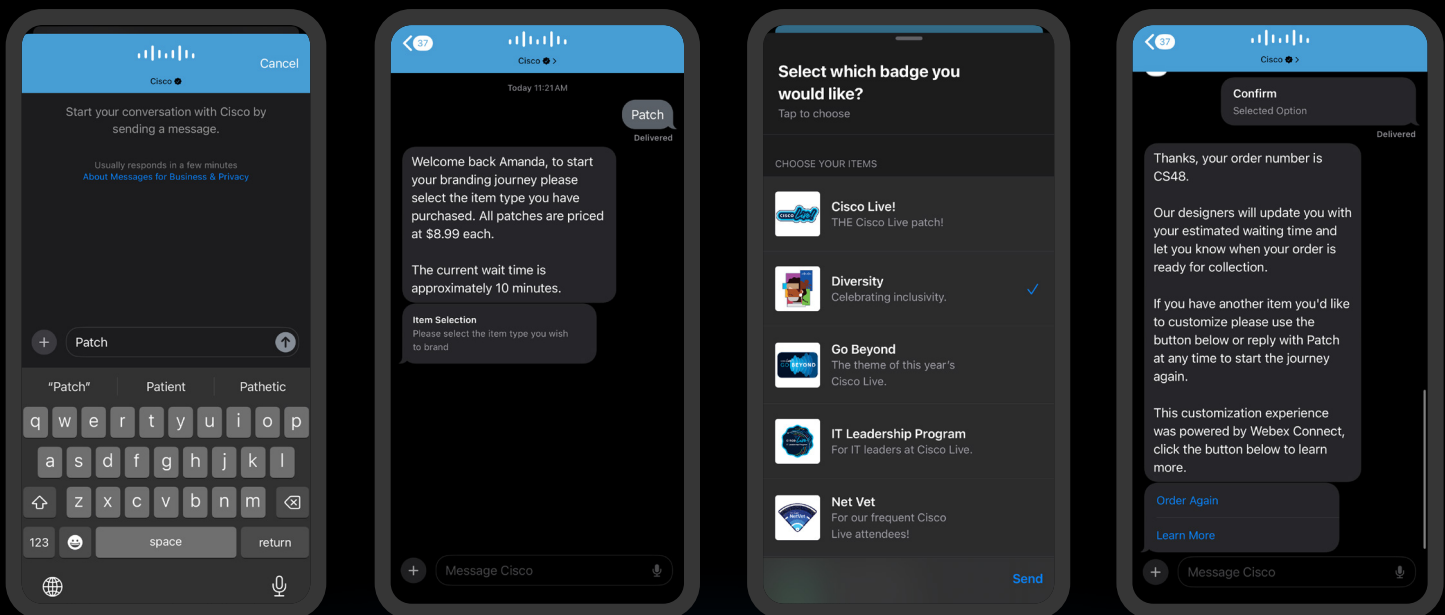 Cancel
Cisco
Start your conversation with Cisco by
sending a message.
Usually responds in a few minutes
About Messages for Business & Privacy
Patch
“Patch”
Patient
Pathetic
q w e r t y u i o p
a s d f g h j k l
z x c v b n m
123
space
return
37
Cisco
Today 11:21 AM
Patch
Delivered
Welcome back Amanda, to start
your branding journey please
select the item type you have
purchased. All patches are priced
at $8.99 each.
The current wait time is
approximately 10 minutes.
Item Selection
Please select the item type you wish
to brand
Message Cisco
Select which badge you
would like?
Tap to choose
CHOOSE YOUR ITEMS
CISCO Live!
Cisco Live!
THE Cisco Live patch!
Diversity
Celebrating inclusivity.
GO BEYOND
Go Beyond
The theme of this year’s
Cisco Live.
IT Leadership Program
For IT leaders at Cisco Live.
NetVet
Net Vet
For our frequent Cisco
Live attendees!
Send
37
Cisco
Confirm
Selected Option
Delivered
Thanks, your order number is
CS48.
Our designers will update you with
your estimated waiting time and
let you know when your order is
ready for collection.
If you have another item you'd like
to customize please use the
button below or reply with Patch
at any time to start the journey
again.
This customization experience
was powered by Webex Connect,
click the button below to learn
more.
Order Again
Learn More
Message Cisco